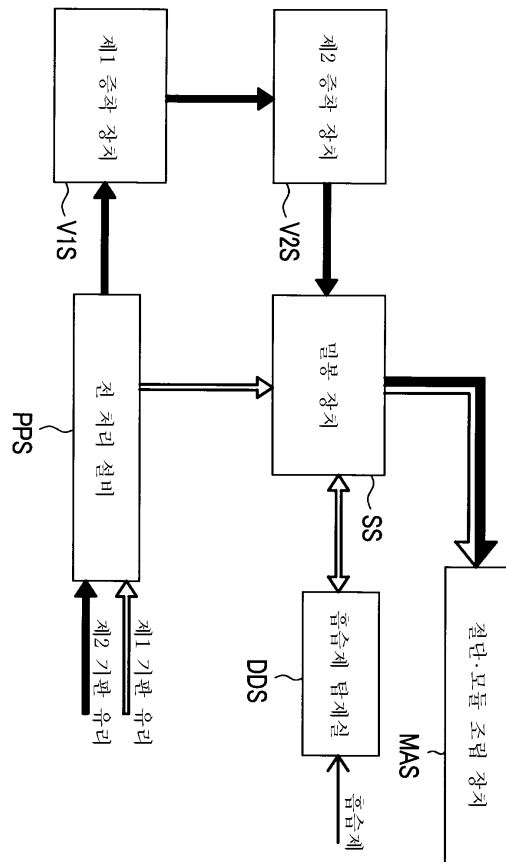 절단·모듈 조립 장치
MAS
제2 증착 장치
V2S
밀봉 장치
SS
흡습제 탑재실
DDS
흡습제
제1 증착 장치
V1S
전 처리 설비
PPS
제1 기판 유리
제2 기판 유리